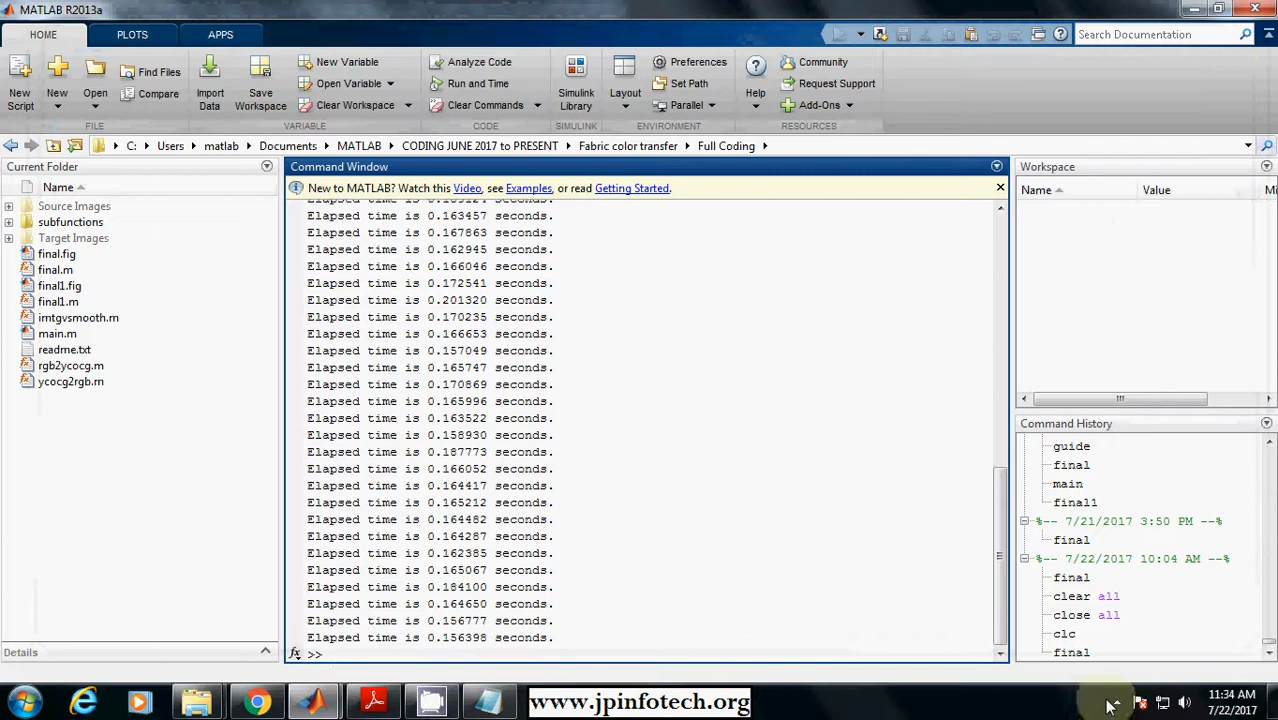 MATLAB R2013a
HOME PLOTS APPS
Search Documentation
New Script
New
Open
Find Files
Compare
Import Data
Save Workspace
New Variable
Open Variable
Clear Workspace
Analyze Code
Run and Time
Clear Commands
Simulink Library
Layout
Preferences
Set Path
Parallel
Help
Community
Request Support
Add-Ons
FILE VARIABLE CODE SIMULINK ENVIRONMENT RESOURCES
C: Users matlab Documents MATLAB CODING JUNE 2017 to PRESENT Fabric color transfer Full Coding
Current Folder
Name
Source Images
subfunctions
Target Images
final.fig
final.m
final1.fig
final1.m
imtgvsmooth.m
main.m
readme.txt
rgb2ycocg.m
ycocg2rgb.m
Details
Command Window
New to MATLAB? Watch this Video, see Examples, or read Getting Started.
Elapsed time is 0.163457 seconds.
Elapsed time is 0.167863 seconds.
Elapsed time is 0.162945 seconds.
Elapsed time is 0.166046 seconds.
Elapsed time is 0.172541 seconds.
Elapsed time is 0.201320 seconds.
Elapsed time is 0.170235 seconds.
Elapsed time is 0.166653 seconds.
Elapsed time is 0.157049 seconds.
Elapsed time is 0.165747 seconds.
Elapsed time is 0.170869 seconds.
Elapsed time is 0.165996 seconds.
Elapsed time is 0.163522 seconds.
Elapsed time is 0.158930 seconds.
Elapsed time is 0.187773 seconds.
Elapsed time is 0.166052 seconds.
Elapsed time is 0.164417 seconds.
Elapsed time is 0.165212 seconds.
Elapsed time is 0.164482 seconds.
Elapsed time is 0.164287 seconds.
Elapsed time is 0.162385 seconds.
Elapsed time is 0.165067 seconds.
Elapsed time is 0.184100 seconds.
Elapsed time is 0.164650 seconds.
Elapsed time is 0.156777 seconds.
Elapsed time is 0.156398 seconds.
fx >>
Workspace
Name Value Mi
Command History
guide
final
main
final1
%-- 7/21/2017 3:50 PM --%
final
%-- 7/22/2017 10:04 AM --%
final
clear all
close all
clc
final
www.jpinfotech.org
11:34 AM
7/22/2017